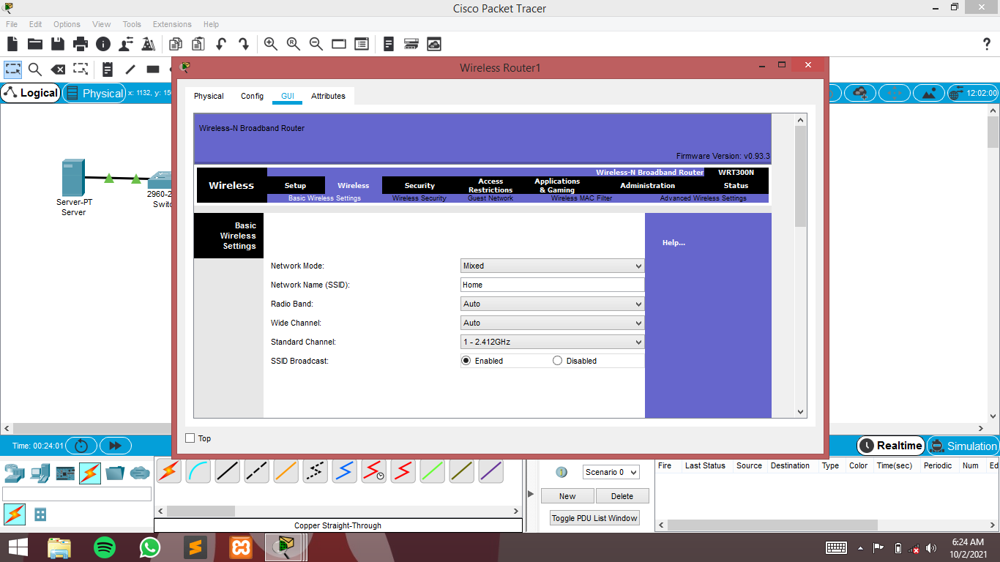 Cisco Packet Tracer
File Edit Options View Tools Extensions Help
?
Wireless Router1
Logical Physical x: 1132, y:
12:02:00
Physical Config GUI Attributes
Wireless-N Broadband Router
Firmware Version: v0.93.3
Wireless-N Broadband Router WRT300N
Wireless
Setup Wireless Security Access Restrictions Applications & Gaming Administration Status
Basic Wireless Settings Wireless Security Guest Network Wireless MAC Filter Advanced Wireless Settings
Server-PT
Server
2960-2
Switc
Basic
Wireless
Settings
Help...
Network Mode: Mixed
Network Name (SSID): Home
Radio Band: Auto
Wide Channel: Auto
Standard Channel: 1 - 2.412GHz
SSID Broadcast: Enabled Disabled
Top
Time: 00:24:01
Realtime Simulation
Scenario 0
New Delete
Toggle PDU List Window
Fire Last Status Source Destination Type Color Time(sec) Periodic Num Ed
Copper Straight-Through
6:24 AM
10/2/2021